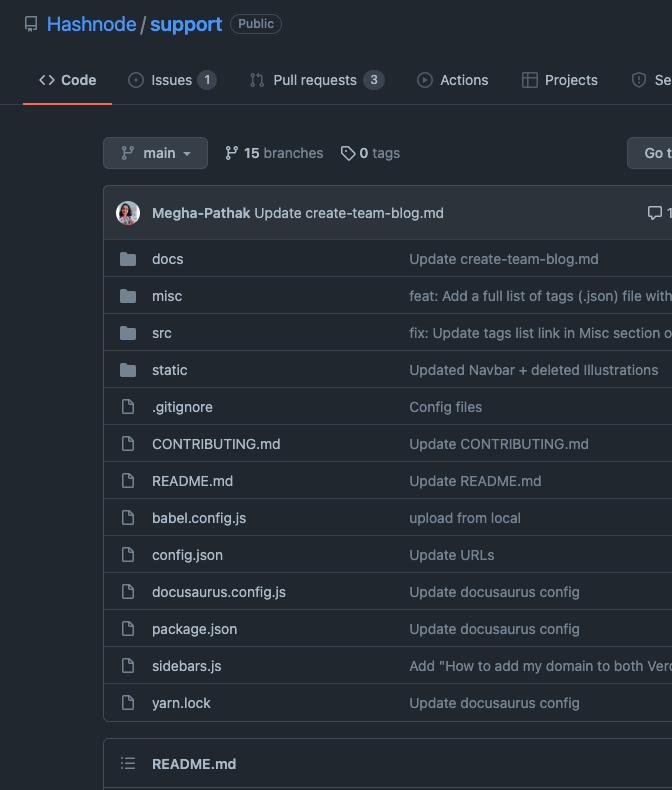 Hashnode / support Public
Code Issues 1 Pull requests 3 Actions Projects
main 15 branches 0 tags Go
Megha-Pathak Update create-team-blog.md 1
docs Update create-team-blog.md
misc feat: Add a full list of tags (.json) file with
src fix: Update tags list link in Misc section
static Updated Navbar + deleted Illustrations
.gitignore Config files
CONTRIBUTING.md Update CONTRIBUTING.md
README.md Update README.md
babel.config.js upload from local
config.json Update URLs
docusaurus.config.js Update docusaurus config
package.json Update docusaurus config
sidebars.js Add "How to add my domain to both
yarn.lock Update docusaurus config
README.md